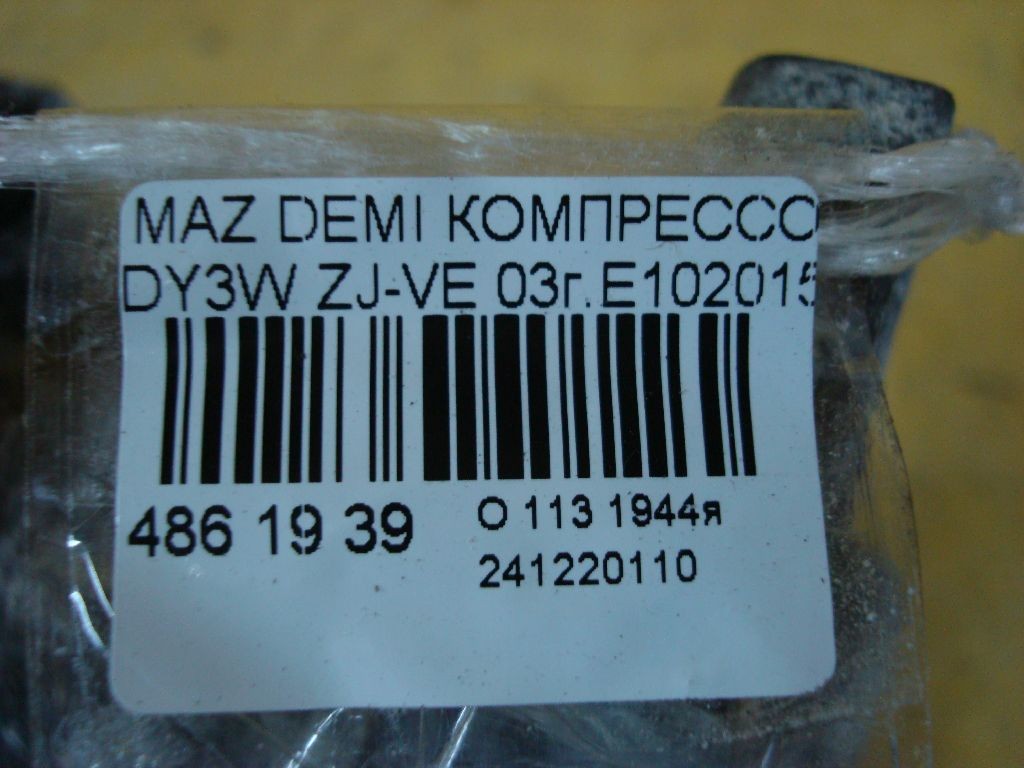 MAZ DEMI КОМПРЕССО
DY3W ZJ-VE 03г.E102015
486 19 39
О 113 1944я
241220110